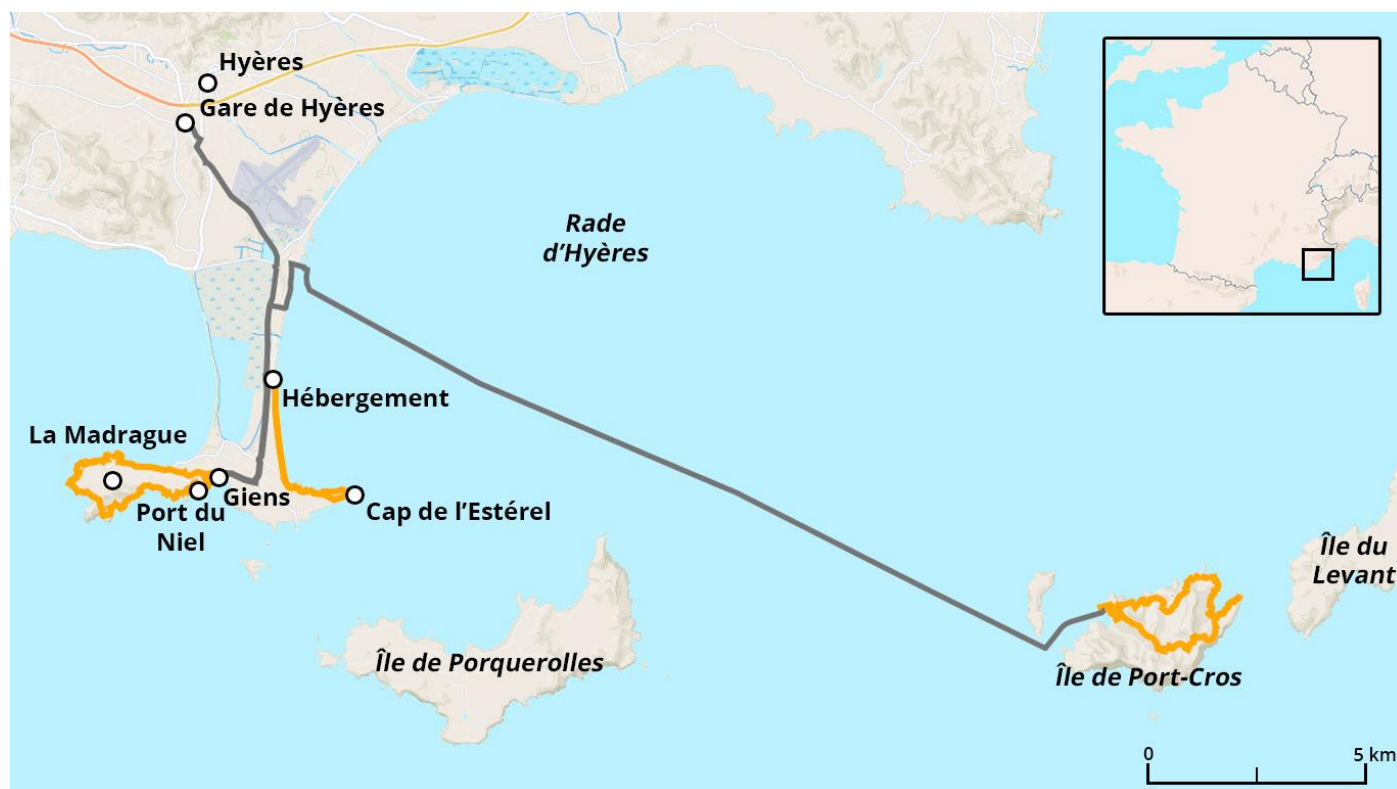 Hyères
Gare de Hyères
Rade
d'Hyères
Hébergement
La Madrague
Giens
Port du
Niel
Cap de l'Estérel
Île du
Levant
Île de Porquerolles
Île de Port-Cros
0
5 km